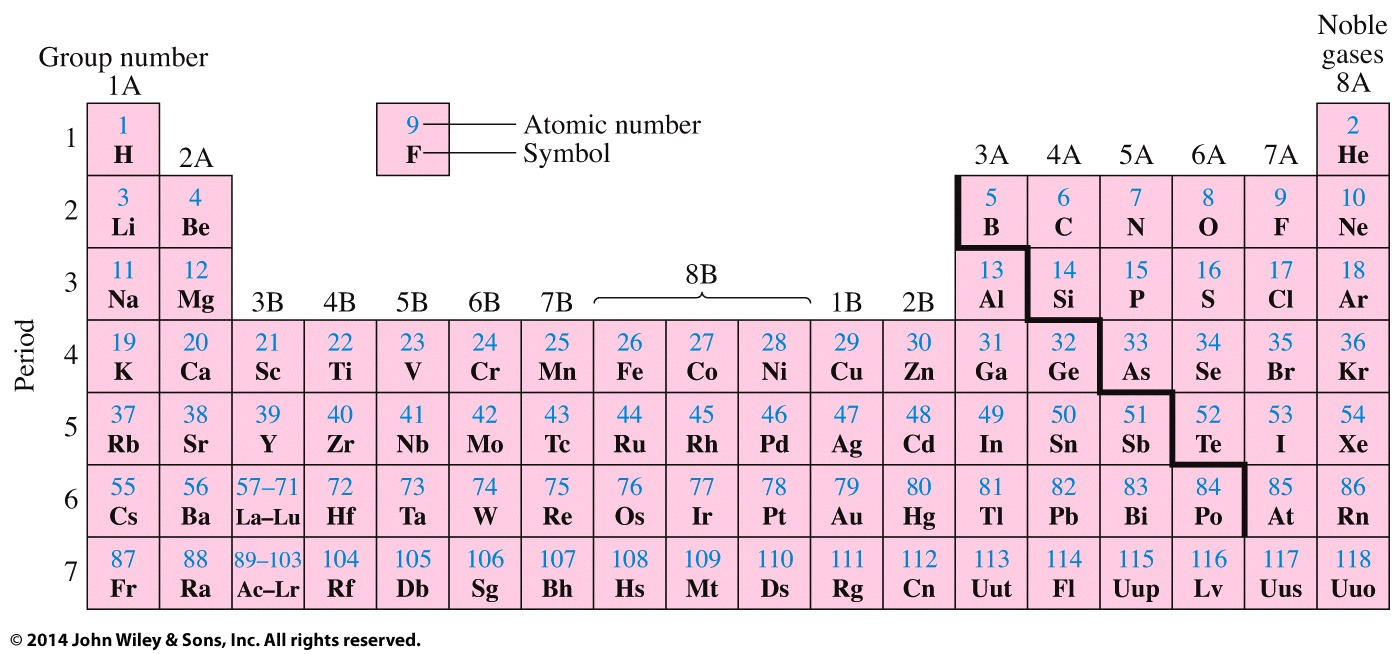 Noble
Group number gases
1A 8A
1 9 Atomic number 2
1 H 2A F Symbol 3A 4A 5A 6A 7A He
3 4 5 6 7 8 9 10
2 Li Be B C N O F Ne
11 12 8B 13 14 15 16 17 18
3 Na Mg 3B 4B 5B 6B 7B 1B 2B Al Si P S Cl Ar
19 20 21 22 23 24 25 26 27 28 29 30 31 32 33 34 35 36
4 K Ca Sc Ti V Cr Mn Fe Co Ni Cu Zn Ga Ge As Se Br Kr
Period
37 38 39 40 41 42 43 44 45 46 47 48 49 50 51 52 53 54
5 Rb Sr Y Zr Nb Mo Tc Ru Rh Pd Ag Cd In Sn Sb Te I Xe
55 56 57–71 72 73 74 75 76 77 78 79 80 81 82 83 84 85 86
6 Cs Ba La–Lu Hf Ta W Re Os Ir Pt Au Hg Tl Pb Bi Po At Rn
87 88 89–103 104 105 106 107 108 109 110 111 112 113 114 115 116 117 118
7 Fr Ra Ac–Lr Rf Db Sg Bh Hs Mt Ds Rg Cn Uut Fl Uup Lv Uus Uuo
© 2014 John Wiley & Sons, Inc. All rights reserved.